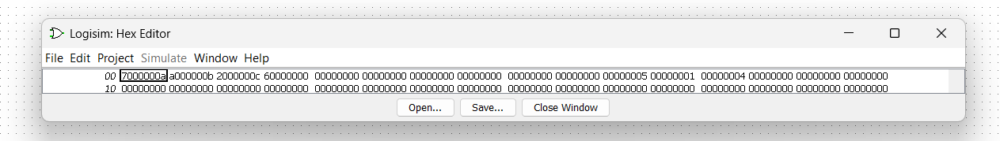 Logisim: Hex Editor
File Edit Project Simulate Window Help
00 7000000a a000000b 2000000c 60000000 00000000 00000000 00000000 00000000 00000000 00000000 00000005 00000001 00000004 00000000 00000000 00000000
10 00000000 00000000 00000000 00000000 00000000 00000000 00000000 00000000 00000000 00000000 00000000 00000000 00000000 00000000 00000000 00000000
Open... Save... Close Window